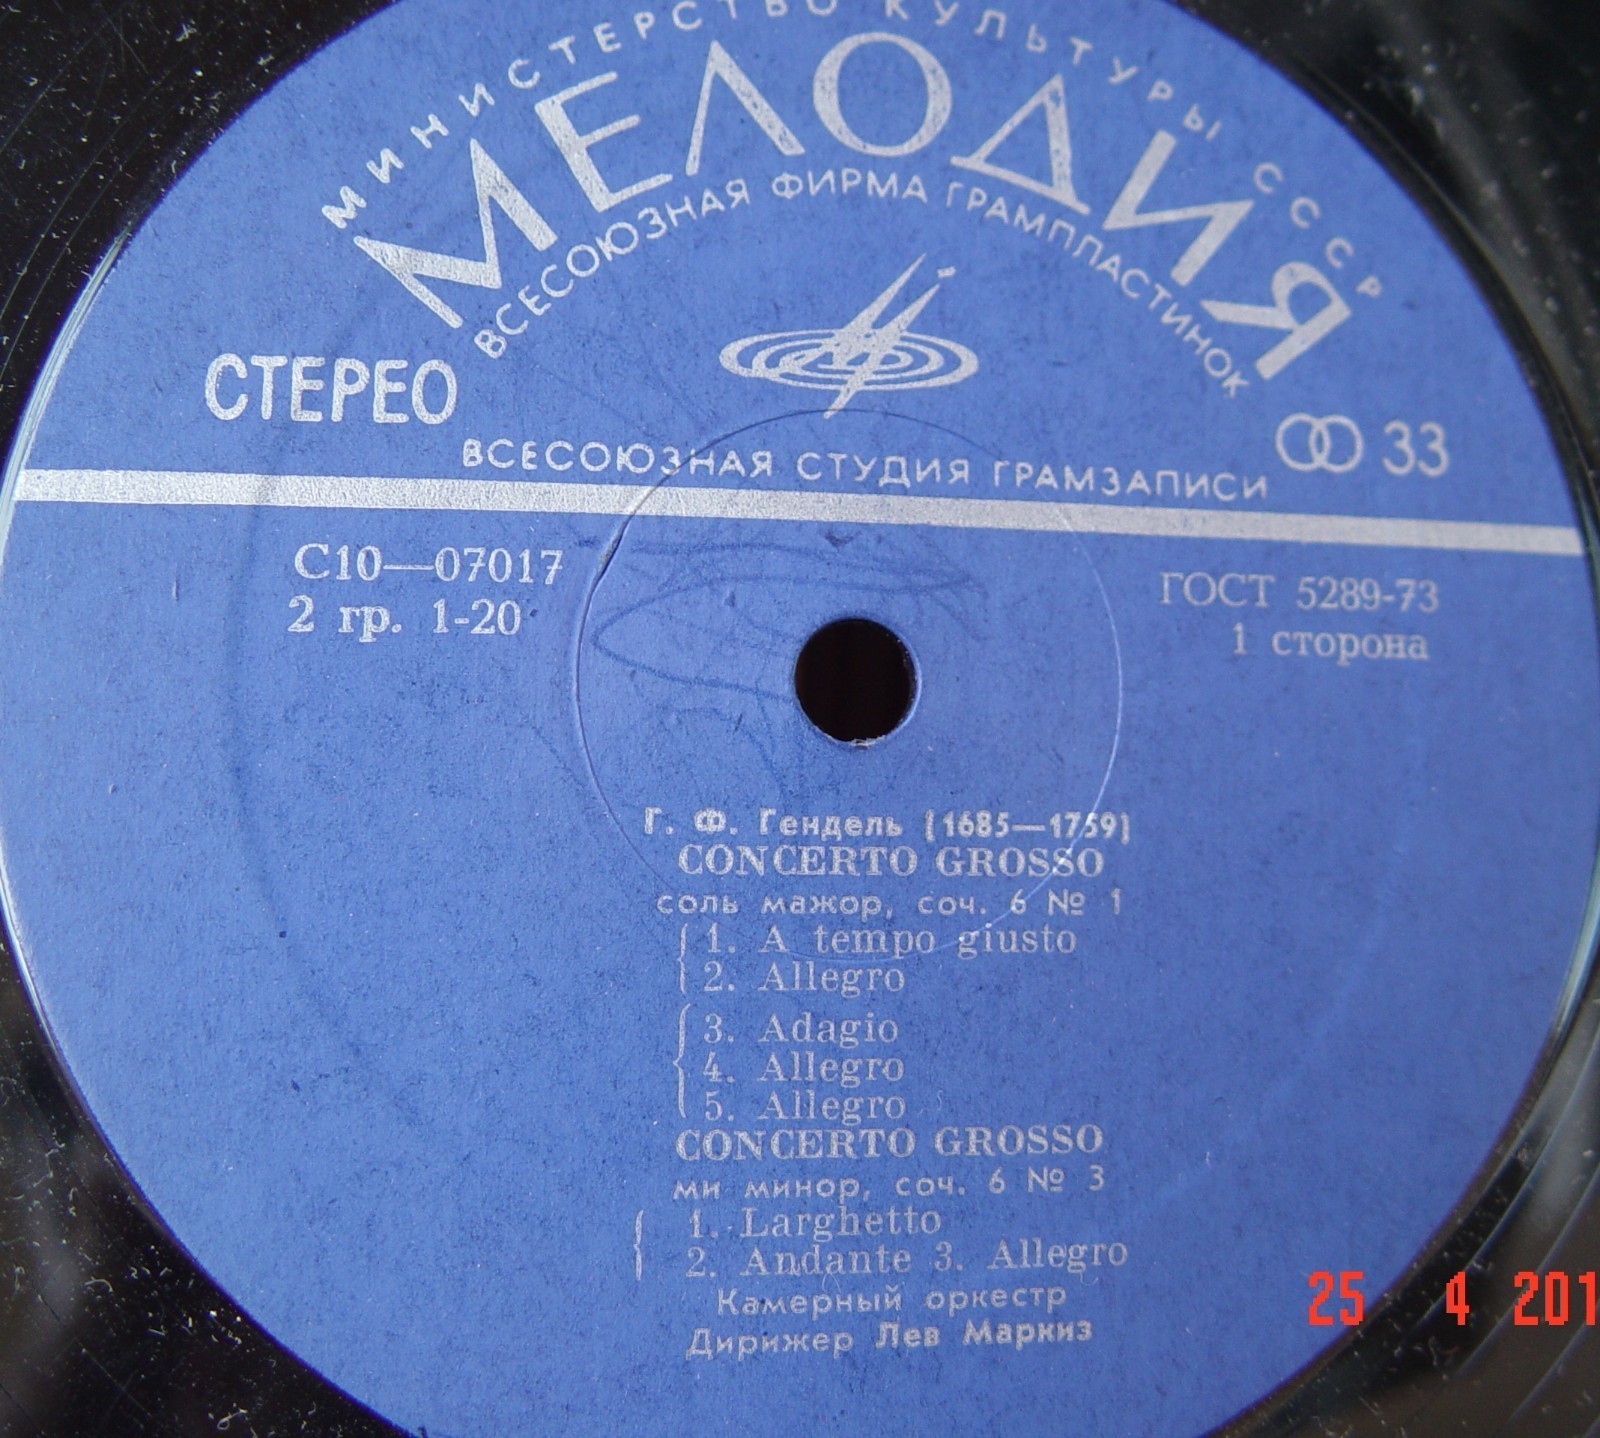 МИНИСТЕРСТВО КУЛЬТУРЫ СССР
МЕЛОДИЯ
ВСЕСОЮЗНАЯ ФИРМА ГРАМПЛАСТИНОК
СТЕРЕО
33
ВСЕСОЮЗНАЯ СТУДИЯ ГРАМЗАПИСИ
С10—07017
ГОСТ 5289-73
2 гр. 1-20
1 сторона
Г. Ф. Гендель (1685—1759)
CONCERTO GROSSO
соль мажор, соч. 6 № 1
1. A tempo giusto
2. Allegro
3. Adagio
4. Allegro
5. Allegro
CONCERTO GROSSO
ми минор, соч. 6 № 3
1. Larghetto
2. Andante 3. Allegro
Камерный оркестр
Дирижер Лев Маркиз
25 4 201